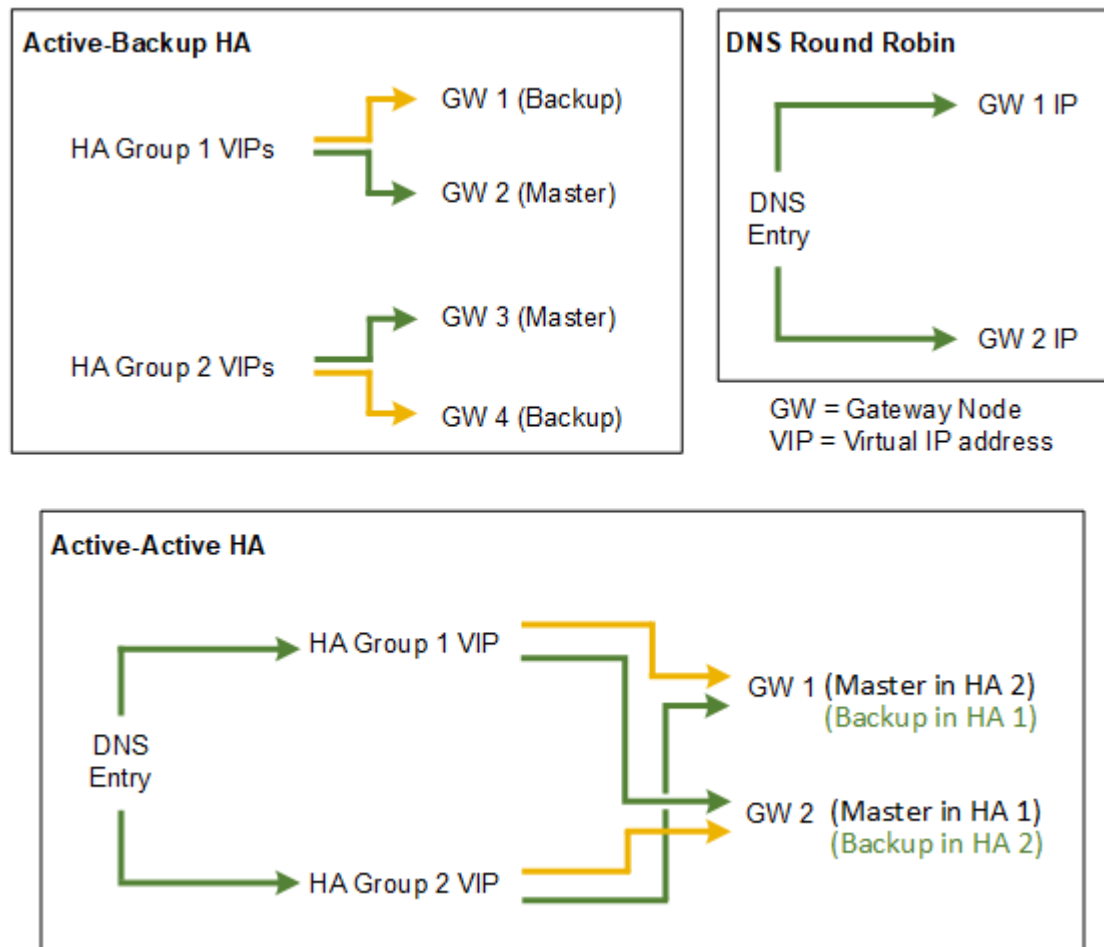 Active-Backup HA
HA Group 1 VIPs
GW 1 (Backup)
GW 2 (Master)
HA Group 2 VIPs
GW 3 (Master)
GW 4 (Backup)
DNS Round Robin
DNS
Entry
GW 1 IP
GW 2 IP
GW = Gateway Node
VIP = Virtual IP address
Active-Active HA
DNS
Entry
HA Group 1 VIP
HA Group 2 VIP
GW 1 (Master in HA 2)
(Backup in HA 1)
GW 2 (Master in HA 1)
(Backup in HA 2)